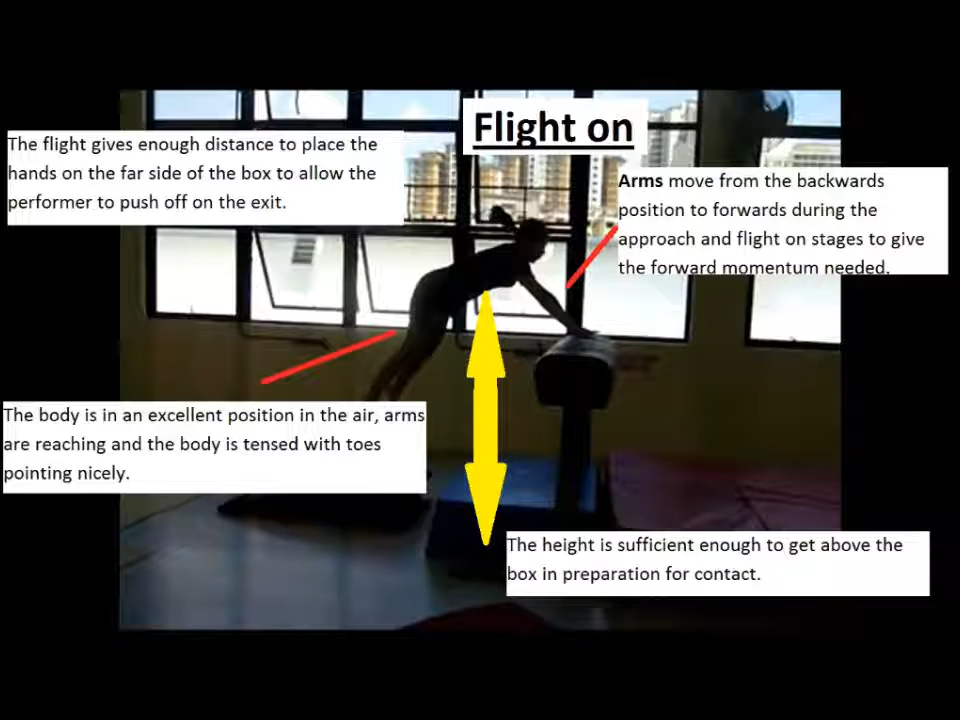 Flight on
The flight gives enough distance to place the
hands on the far side of the box to allow the
performer to push off on the exit.
Arms move from the backwards
position to forwards during the
approach and flight on stages to give
the forward momentum needed.
The body is in an excellent position in the air, arms
are reaching and the body is tensed with toes
pointing nicely.
The height is sufficient enough to get above the
box in preparation for contact.